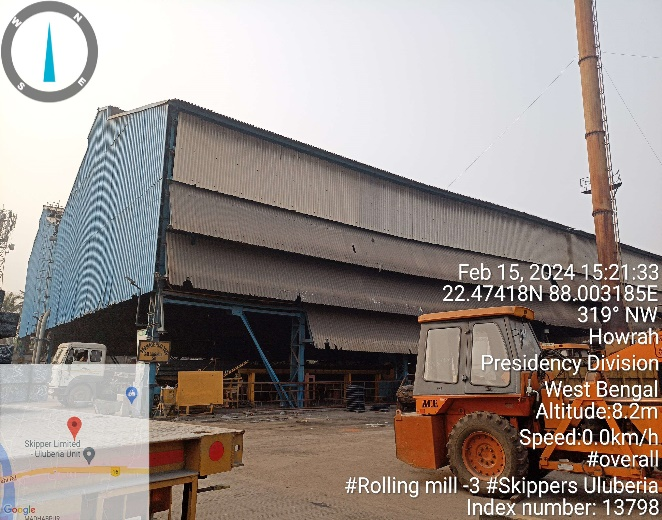 N
W
E
S
Feb 15, 2024 15:21:33
22.47418N 88.003185E
319° NW
Howrah
Presidency Division
West Bengal
Altitude:8.2m
Speed:0.0km/h
#overall
#Rolling mill -3 #Skippers Uluberia
Index number: 13798
Skipper Limited
Uluberia Unit
Google